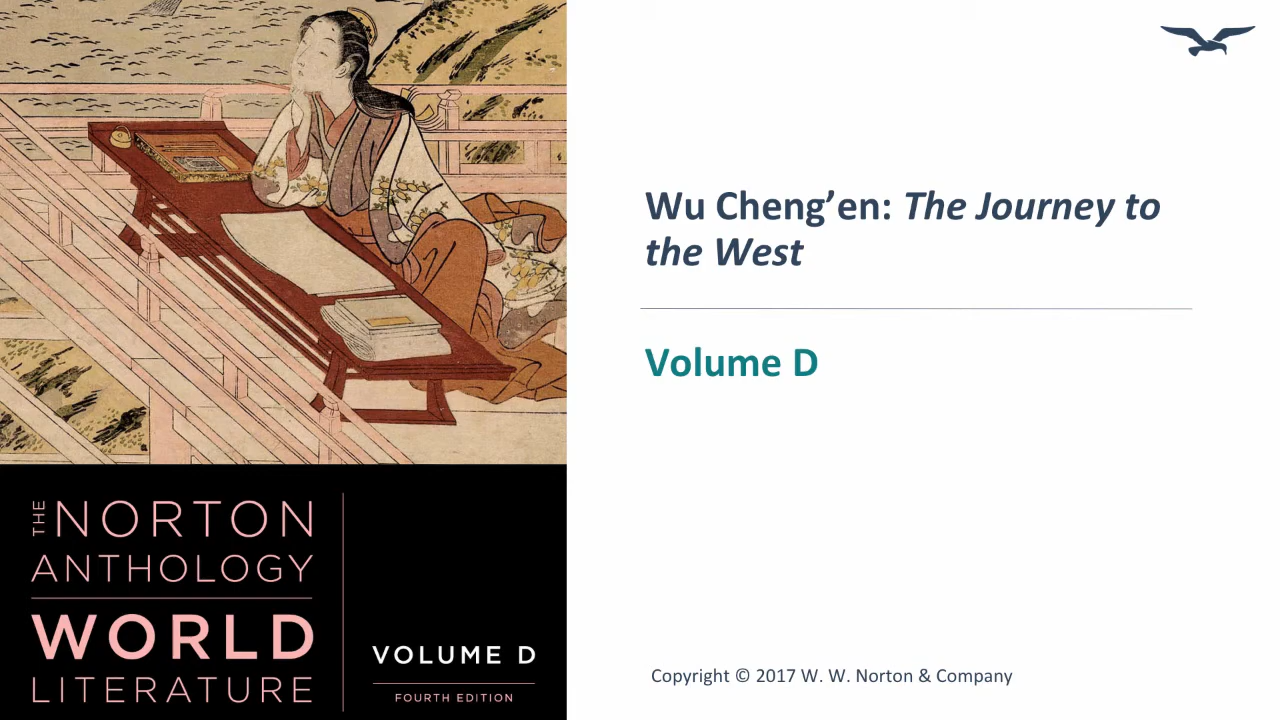 THE NORTON
ANTHOLOGY
WORLD
LITERATURE
VOLUME D
FOURTH EDITION
Wu Cheng’en: The Journey to
the West
Volume D
Copyright © 2017 W. W. Norton & Company